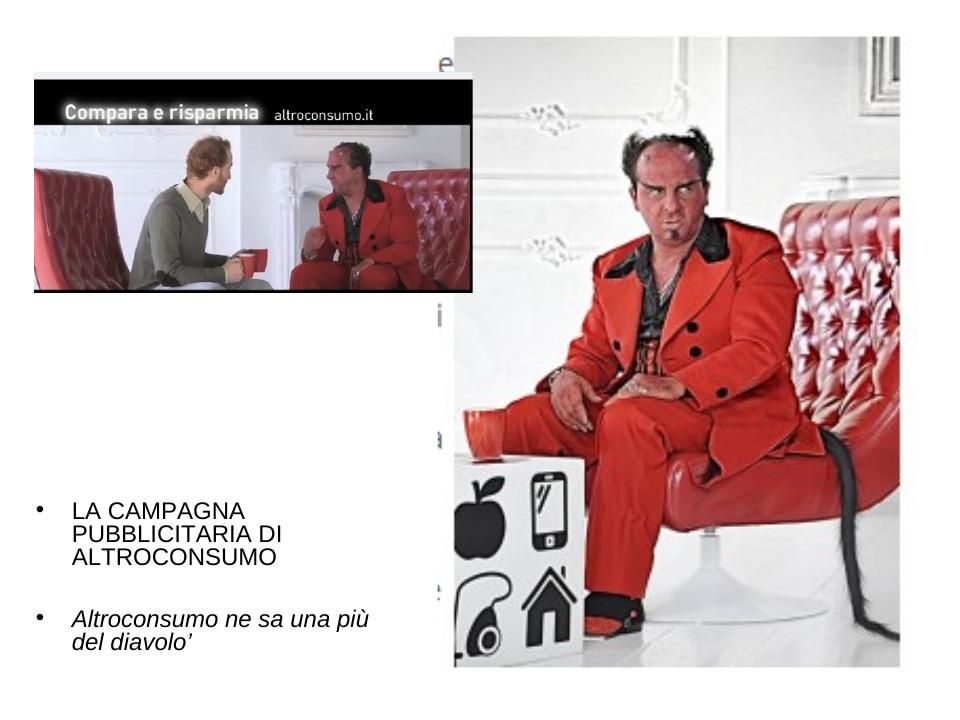 e
Compara e risparmia altroconsumo.it
i
• LA CAMPAGNA
PUBBLICITARIA DI
ALTROCONSUMO
• Altroconsumo ne sa una più
del diavolo’